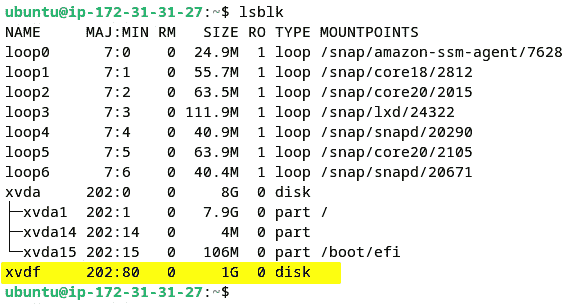 ubuntu@ip-172-31-31-27:~$ lsblk
NAME     MAJ:MIN RM   SIZE RO TYPE MOUNTPOINTS
loop0      7:0    0  24.9M  1 loop /snap/amazon-ssm-agent/7628
loop1      7:1    0  55.7M  1 loop /snap/core18/2812
loop2      7:2    0  63.5M  1 loop /snap/core20/2015
loop3      7:3    0 111.9M  1 loop /snap/lxd/24322
loop4      7:4    0  40.9M  1 loop /snap/snapd/20290
loop5      7:5    0  63.9M  1 loop /snap/core20/2105
loop6      7:6    0  40.4M  1 loop /snap/snapd/20671
xvda     202:0    0     8G  0 disk
├─xvda1  202:1    0   7.9G  0 part /
├─xvda14 202:14   0     4M  0 part
└─xvda15 202:15   0   106M  0 part /boot/efi
xvdf     202:80   0     1G  0 disk
ubuntu@ip-172-31-31-27:~$